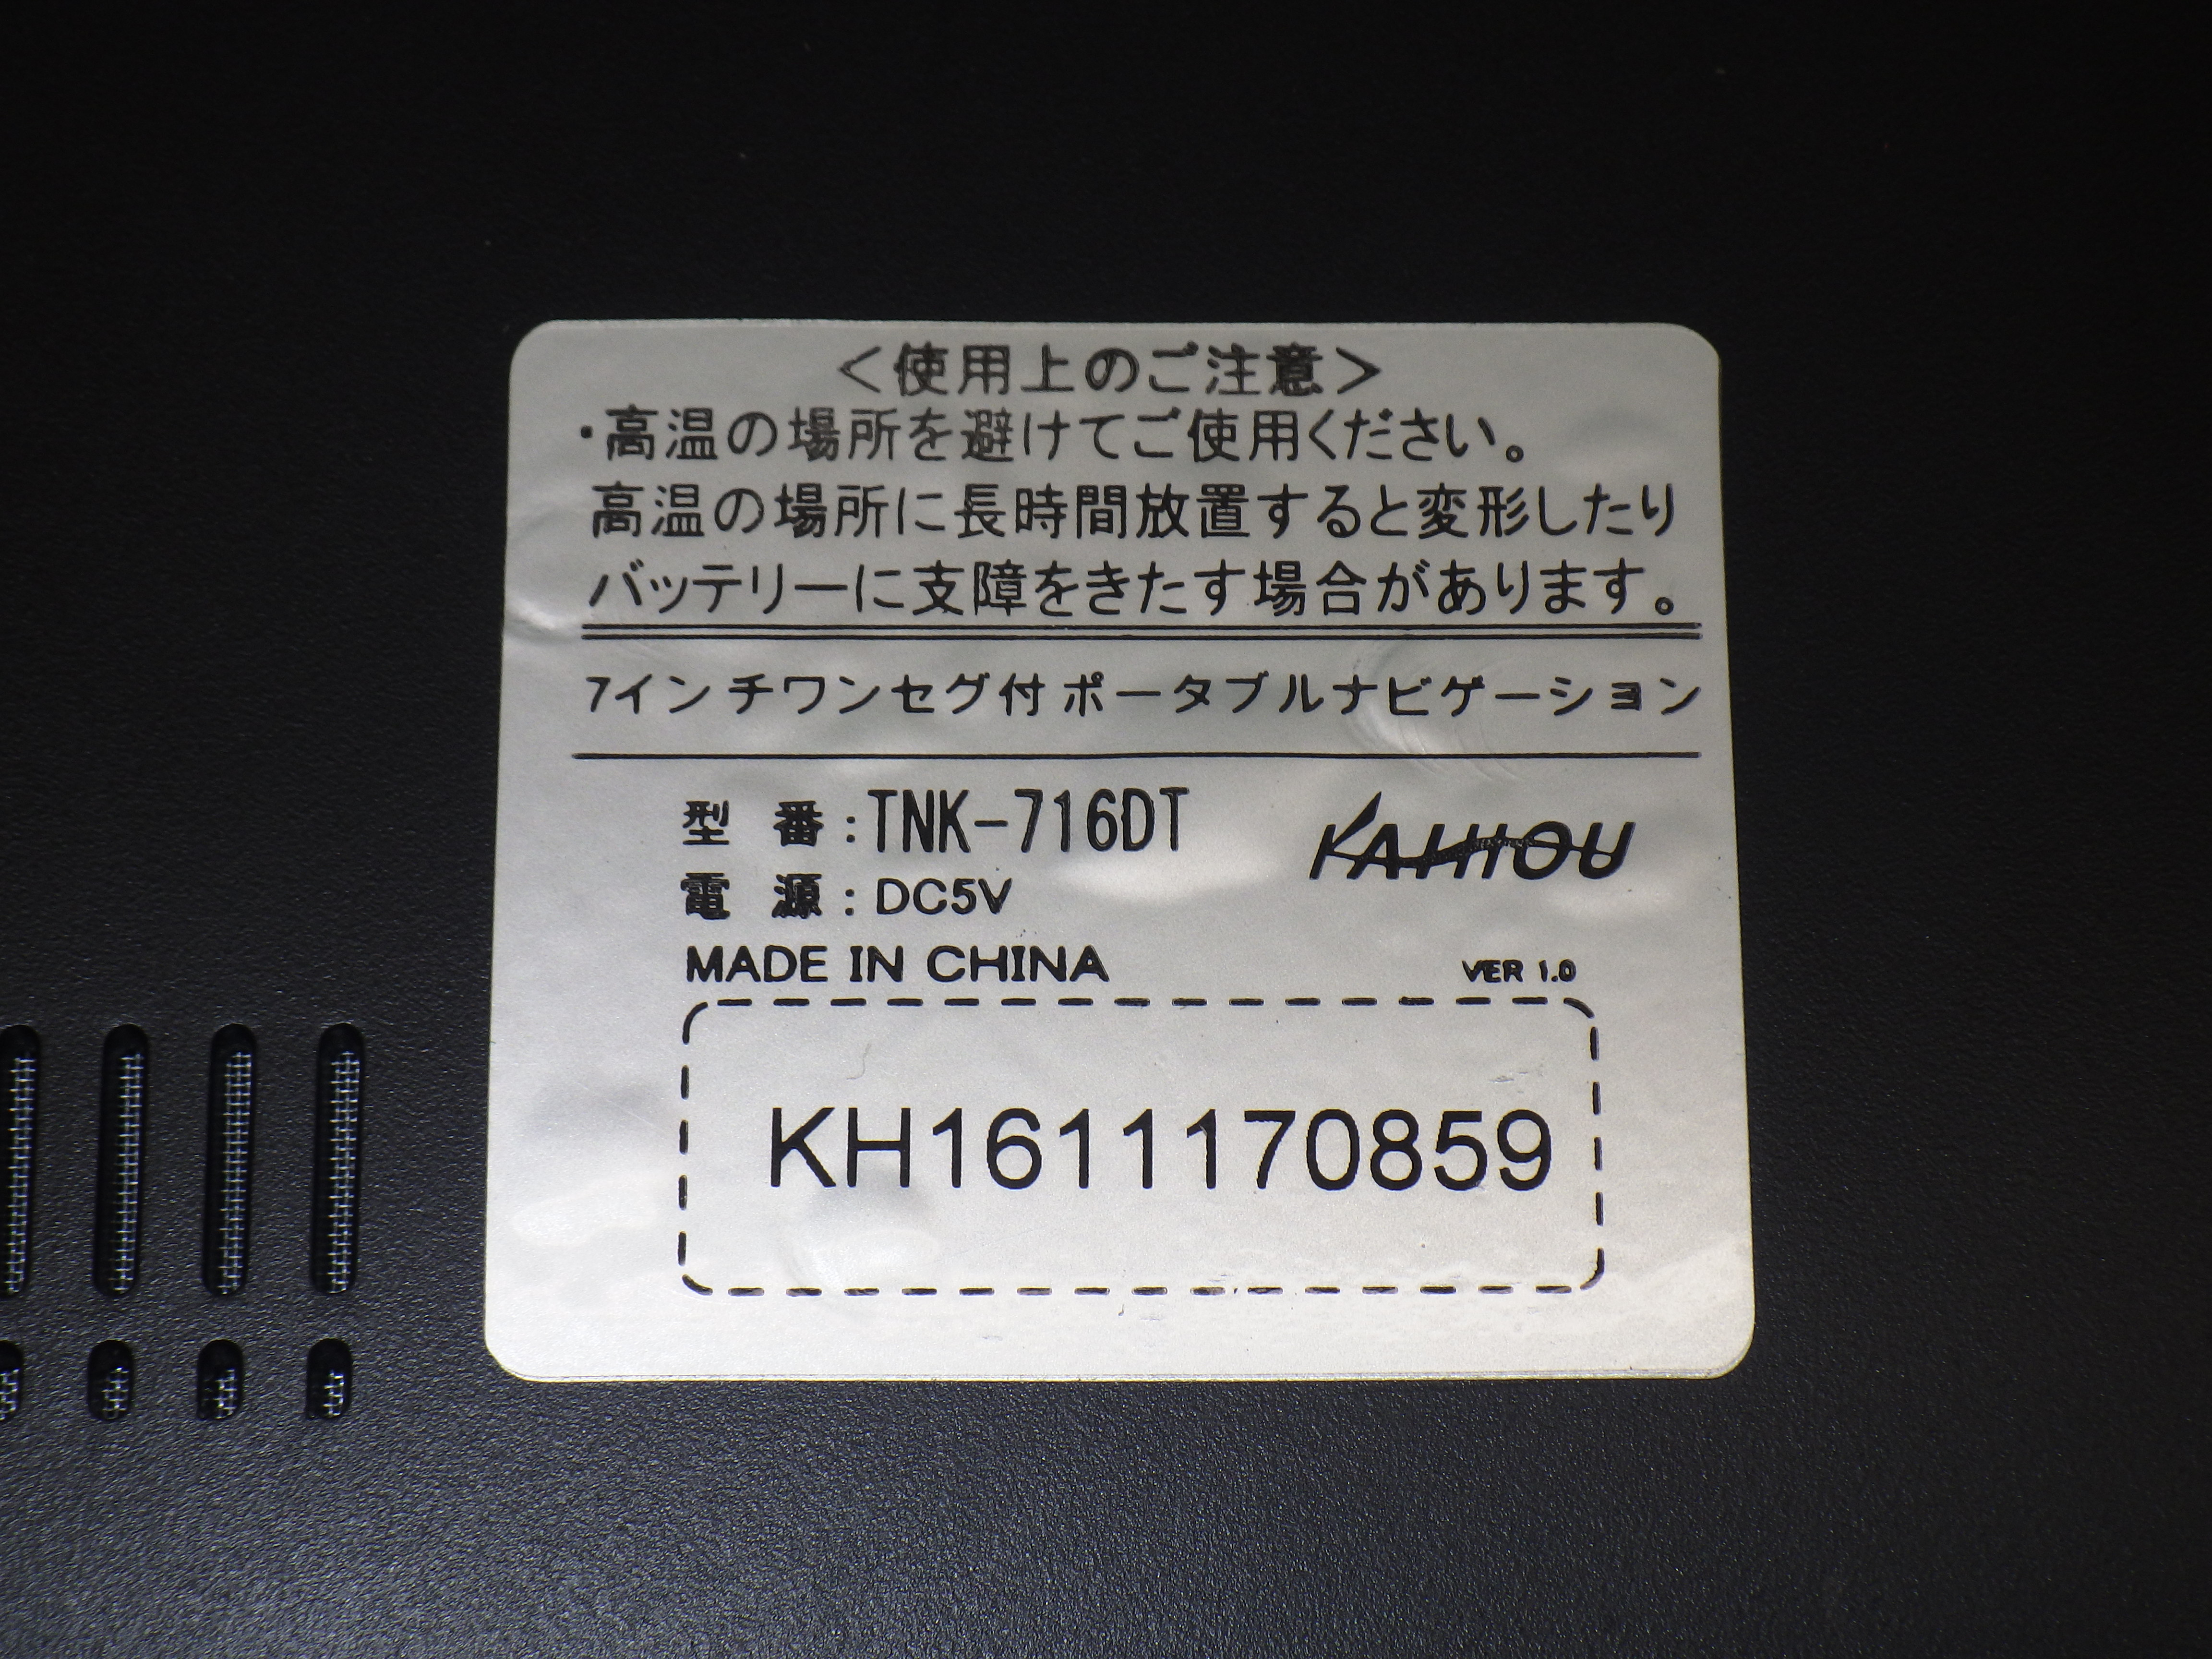 ＜使用上のご注意＞
・高温の場所を避けてご使用ください。
高温の場所に長時間放置すると変形したり
バッテリーに支障をきたす場合があります。
7インチワンセグ付ポータブルナビゲーション
型 番:TNK-716DT
KAIHOU
電 源:DC5V
MADE IN CHINA
VER 1.0
KH1611170859